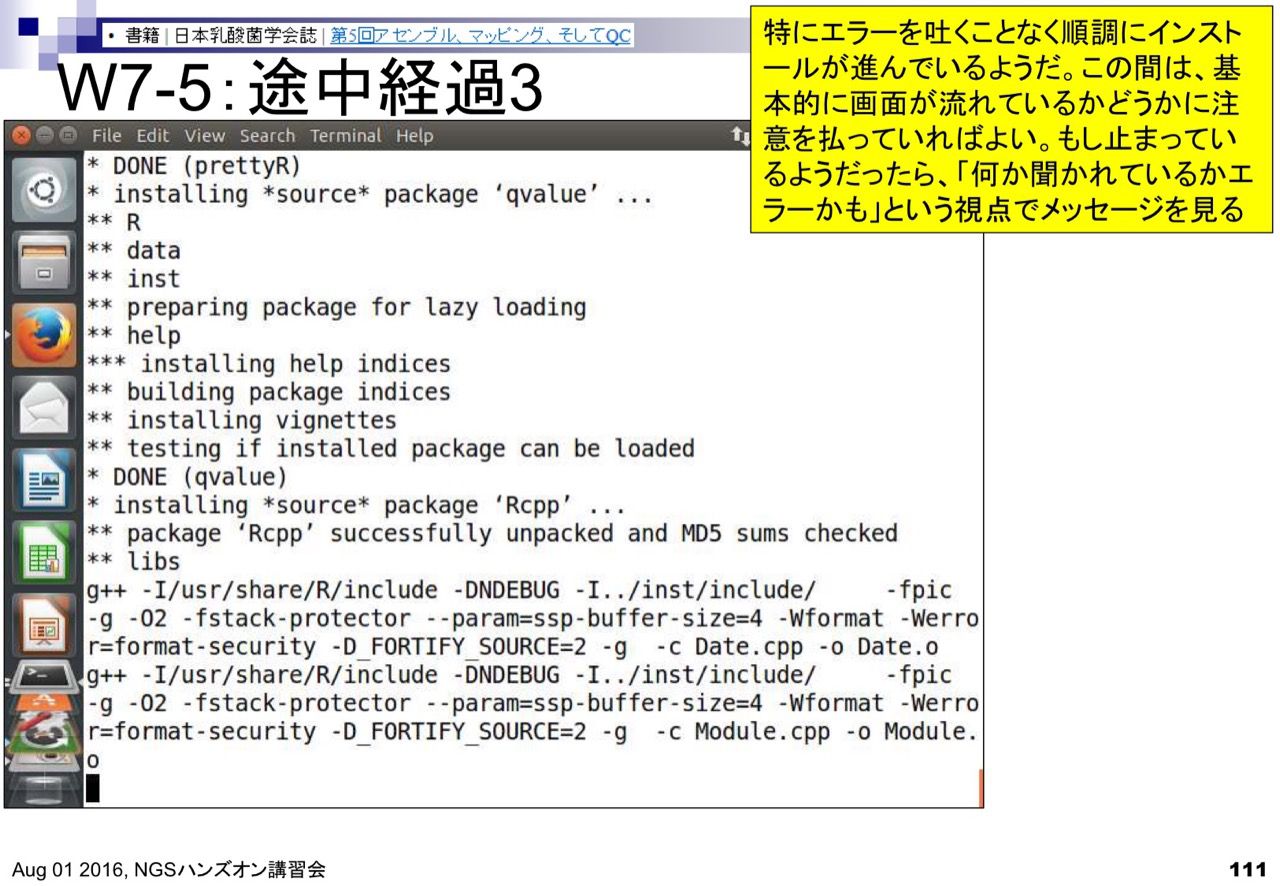 • 書籍 | 日本乳酸菌学会誌 | 第5回アセンブル、マッピング、そしてQC
W7-5：途中経過3
特にエラーを吐くことなく順調にインスト
ールが進んでいるようだ。この間は、基
本的に画面が流れているかどうかに注
意を払っていればよい。もし止まってい
るようだったら、「何か聞かれているかエ
ラーかも」という視点でメッセージを見る
File Edit View Search Terminal Help
* DONE (prettyR)
* installing *source* package ‘qvalue’ ...
** R
** data
** inst
** preparing package for lazy loading
** help
*** installing help indices
** building package indices
** installing vignettes
** testing if installed package can be loaded
* DONE (qvalue)
* installing *source* package ‘Rcpp’ ...
** package ‘Rcpp’ successfully unpacked and MD5 sums checked
** libs
g++ -I/usr/share/R/include -DNDEBUG -I../inst/include/     -fpic
-g -O2 -fstack-protector --param=ssp-buffer-size=4 -Wformat -Werro
r=format-security -D_FORTIFY_SOURCE=2 -g  -c Date.cpp -o Date.o
g++ -I/usr/share/R/include -DNDEBUG -I../inst/include/     -fpic
-g -O2 -fstack-protector --param=ssp-buffer-size=4 -Wformat -Werro
r=format-security -D_FORTIFY_SOURCE=2 -g  -c Module.cpp -o Module.
o
Aug 01 2016, NGSハンズオン講習会
111